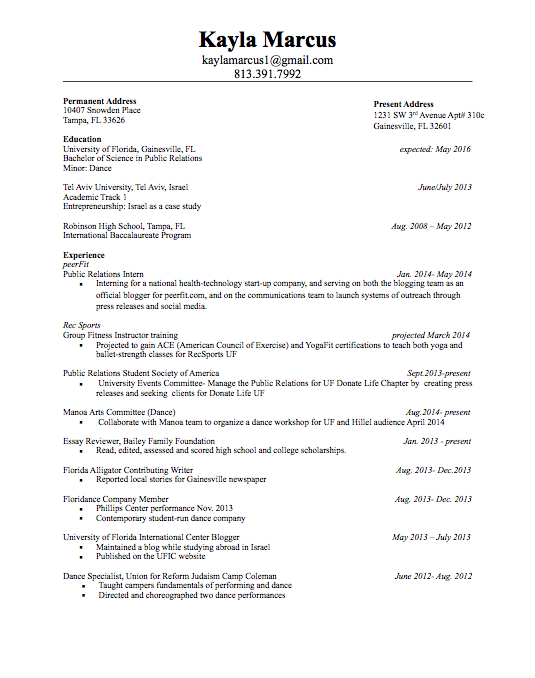 Kayla Marcus
kaylamarcus1@gmail.com
813.391.7992
Permanent Address
10407 Snowden Place
Tampa, FL 33626
Present Address
1231 SW 3rd Avenue Apt# 310c
Gainesville, FL 32601
Education
University of Florida, Gainesville, FL expected: May 2016
Bachelor of Science in Public Relations
Minor: Dance
Tel Aviv University, Tel Aviv, Israel June/July 2013
Academic Track 1
Entrepreneurship: Israel as a case study
Robinson High School, Tampa, FL Aug. 2008 – May 2012
International Baccalaureate Program
Experience
peerFit
Public Relations Intern Jan. 2014- May 2014
▪ Interning for a national health-technology start-up company, and serving on both the blogging team as an
official blogger for peerfit.com, and on the communications team to launch systems of outreach through
press releases and social media.
Rec Sports
Group Fitness Instructor training projected March 2014
▪ Projected to gain ACE (American Council of Exercise) and YogaFit certifications to teach both yoga and
ballet-strength classes for RecSports UF
Public Relations Student Society of America Sept.2013-present
▪ University Events Committee- Manage the Public Relations for UF Donate Life Chapter by creating press
releases and seeking clients for Donate Life UF
Manoa Arts Committee (Dance) Aug.2014- present
▪ Collaborate with Manoa team to organize a dance workshop for UF and Hillel audience April 2014
Essay Reviewer, Bailey Family Foundation Jan. 2013 - present
▪ Read, edited, assessed and scored high school and college scholarships.
Florida Alligator Contributing Writer Aug. 2013- Dec.2013
▪ Reported local stories for Gainesville newspaper
Floridance Company Member Aug. 2013- Dec. 2013
▪ Phillips Center performance Nov. 2013
▪ Contemporary student-run dance company
University of Florida International Center Blogger May 2013 – July 2013
▪ Maintained a blog while studying abroad in Israel
▪ Published on the UFIC website
Dance Specialist, Union for Reform Judaism Camp Coleman June 2012- Aug. 2012
▪ Taught campers fundamentals of performing and dance
▪ Directed and choreographed two dance performances